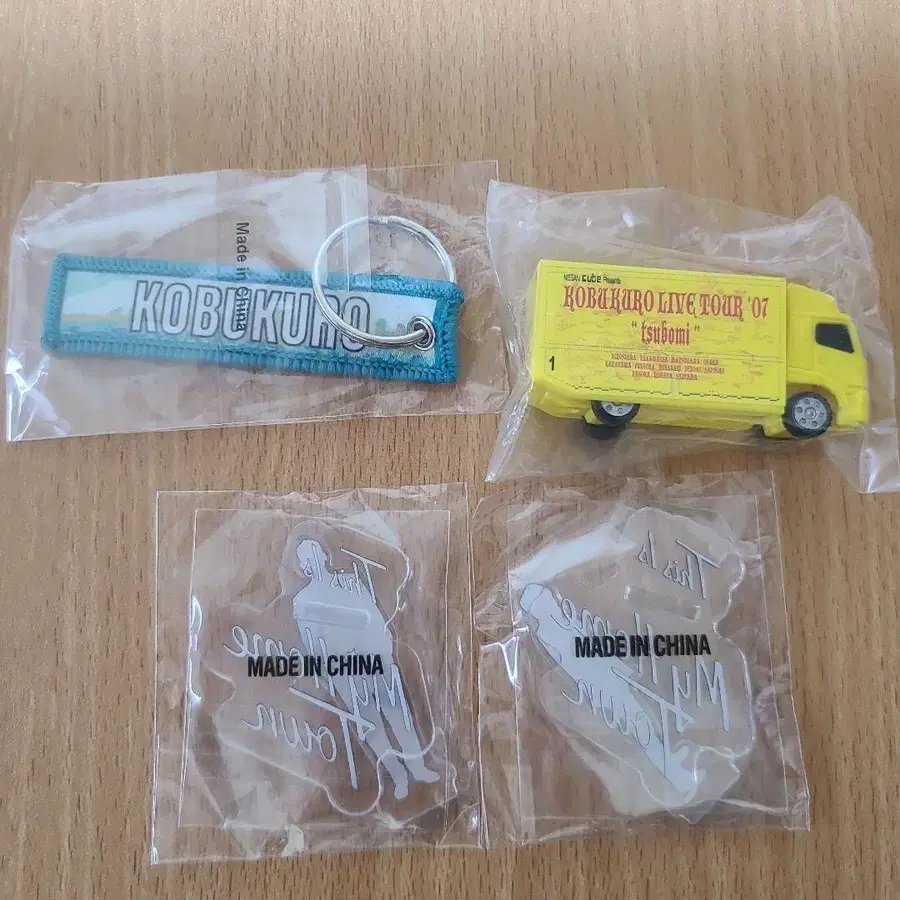 Made in China
KOBUKURO
NISSAN cube Presents
KOBUKURO LIVE TOUR '07
" tsubomi "
1
This Is
My Home
Town
MADE IN CHINA
This Is
My Home
Town
MADE IN CHINA